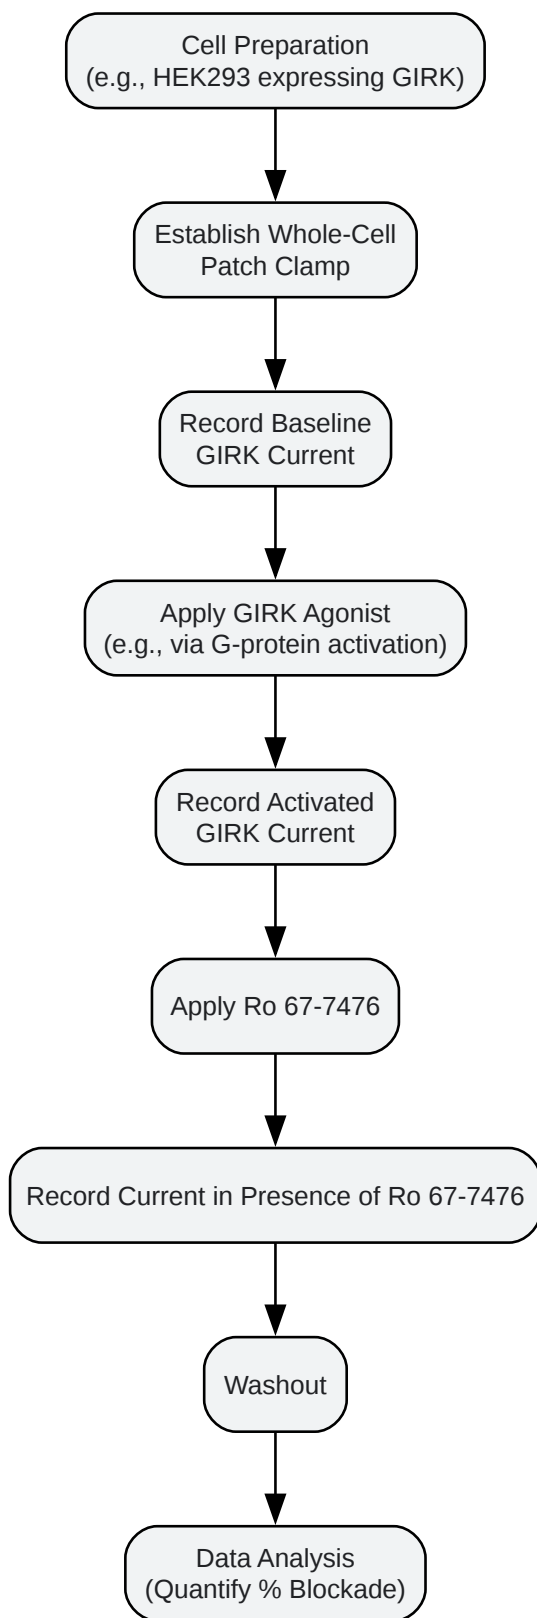 Cell Preparation
(e.g., HEK293 expressing GIRK)
Establish Whole-Cell
Patch Clamp
Record Baseline
GIRK Current
Apply GIRK Agonist
(e.g., via G-protein activation)
Record Activated
GIRK Current
Apply Ro 67-7476
Record Current in Presence of Ro 67-7476
Washout
Data Analysis
(Quantify % Blockade)